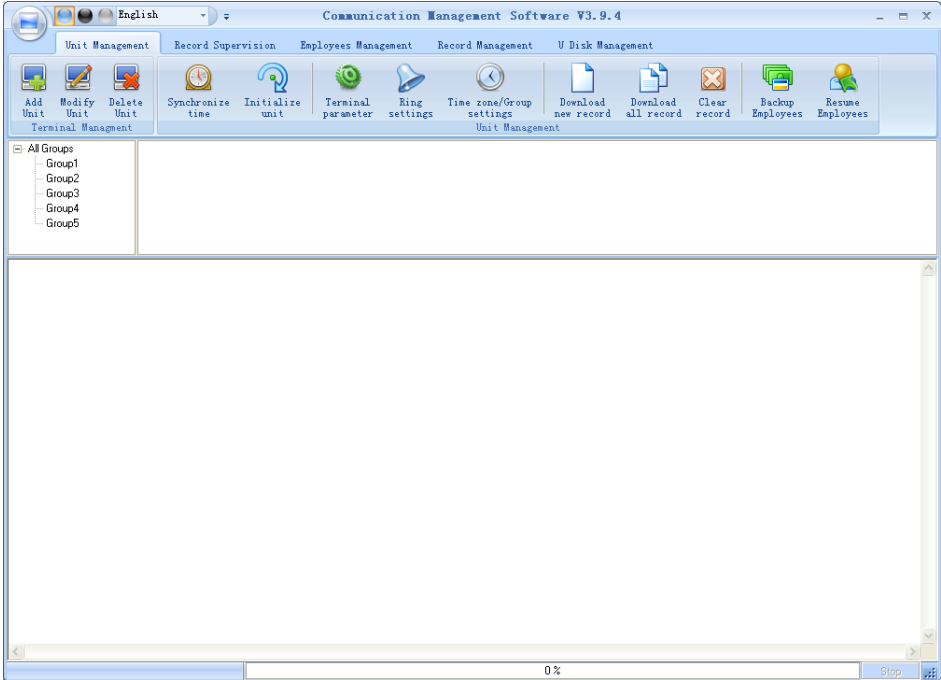 English
Communication Management Software V3.9.4
Unit Management Record Supervision Employees Management Record Management U Disk Management
Add Unit
Modify Unit
Delete Unit
Synchronize time
Initialize unit
Terminal parameter
Ring settings
Time zone/Group settings
Download new record
Download all record
Clear record
Backup Employees
Resume Employees
Terminal Managment
Unit Management
All Groups
Group1
Group2
Group3
Group4
Group5
0%
Stop